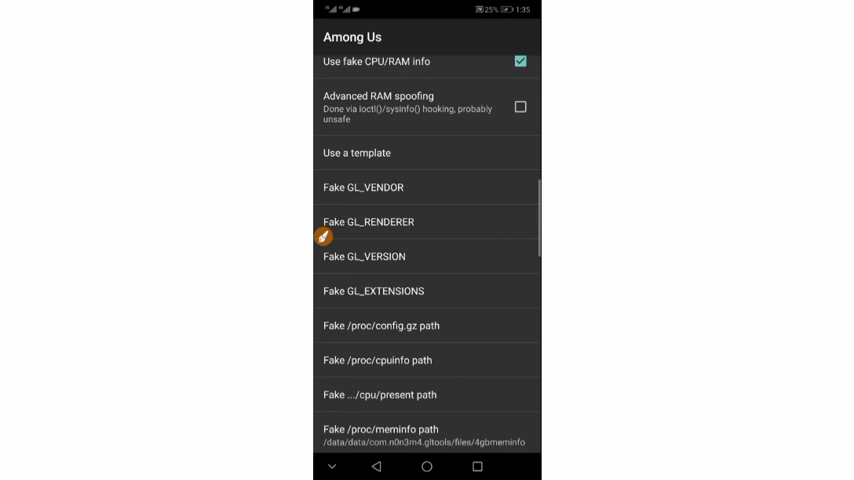 25% 1:35
Among Us
Use fake CPU/RAM info
Advanced RAM spoofing
Done via ioctl()/sysinfo() hooking, probably
unsafe
Use a template
Fake GL_VENDOR
Fake GL_RENDERER
Fake GL_VERSION
Fake GL_EXTENSIONS
Fake /proc/config.gz path
Fake /proc/cpuinfo path
Fake .../cpu/present path
Fake /proc/meminfo path
/data/data/com.n0n3m4.gltools/files/4gbmeminfo